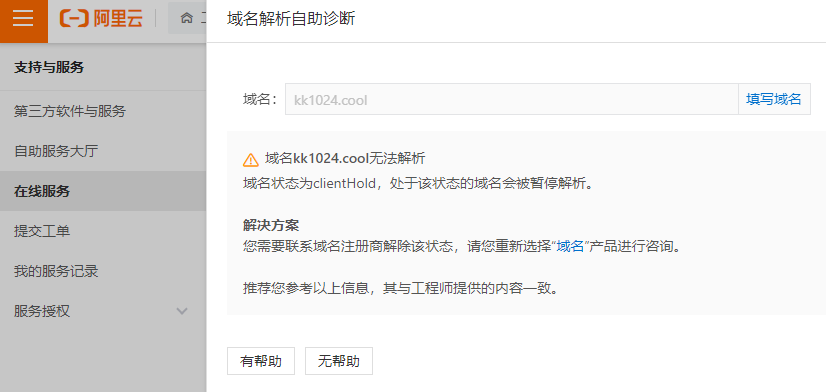 阿里云
域名解析自助诊断
支持与服务
第三方软件与服务
自助服务大厅
在线服务
提交工单
我的服务记录
服务授权
域名： kk1024.cool 填写域名
域名kk1024.cool无法解析
域名状态为clientHold，处于该状态的域名会被暂停解析。
解决方案
您需要联系域名注册商解除该状态，请您重新选择“域名”产品进行咨询。
推荐您参考以上信息，其与工程师提供的内容一致。
有帮助 无帮助